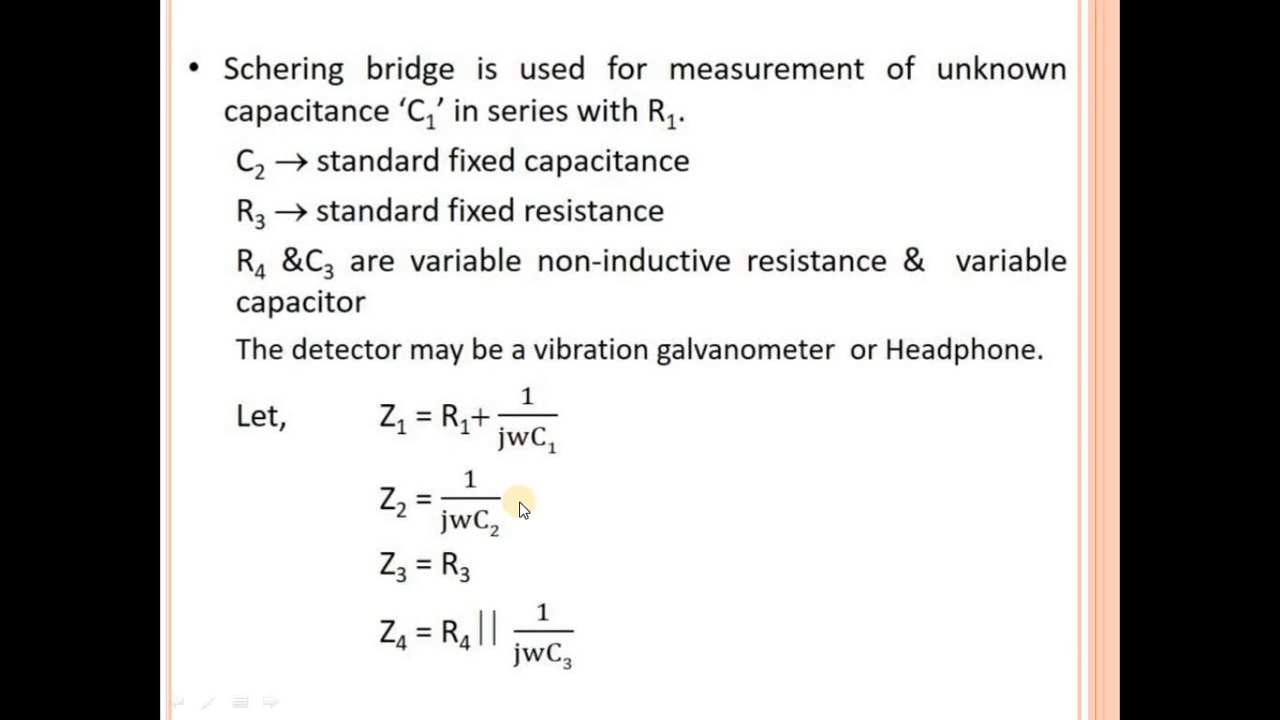 • Schering bridge is used for measurement of unknown
capacitance ‘C₁’ in series with R₁.
C₂ → standard fixed capacitance
R₃ → standard fixed resistance
R₄ &C₃ are variable non-inductive resistance & variable
capacitor
The detector may be a vibration galvanometer or Headphone.
Let, Z₁ = R₁+ 1/jwC₁
Z₂ = 1/jwC₂
Z₃ = R₃
Z₄ = R₄|| 1/jwC₃